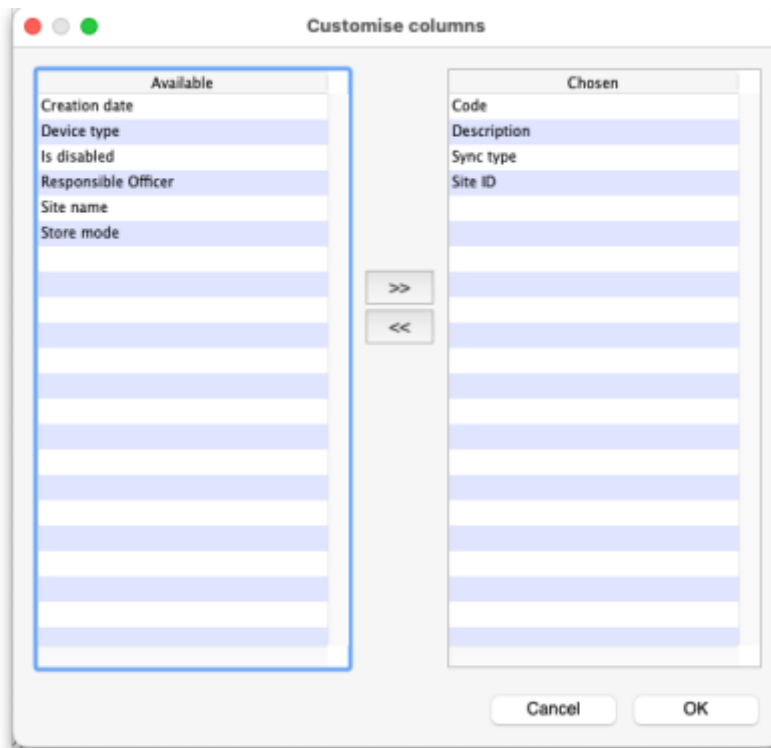 Customise columns
Available
Creation date
Device type
Is disabled
Responsible Officer
Site name
Store mode
>>
<<
Chosen
Code
Description
Sync type
Site ID
Cancel
OK